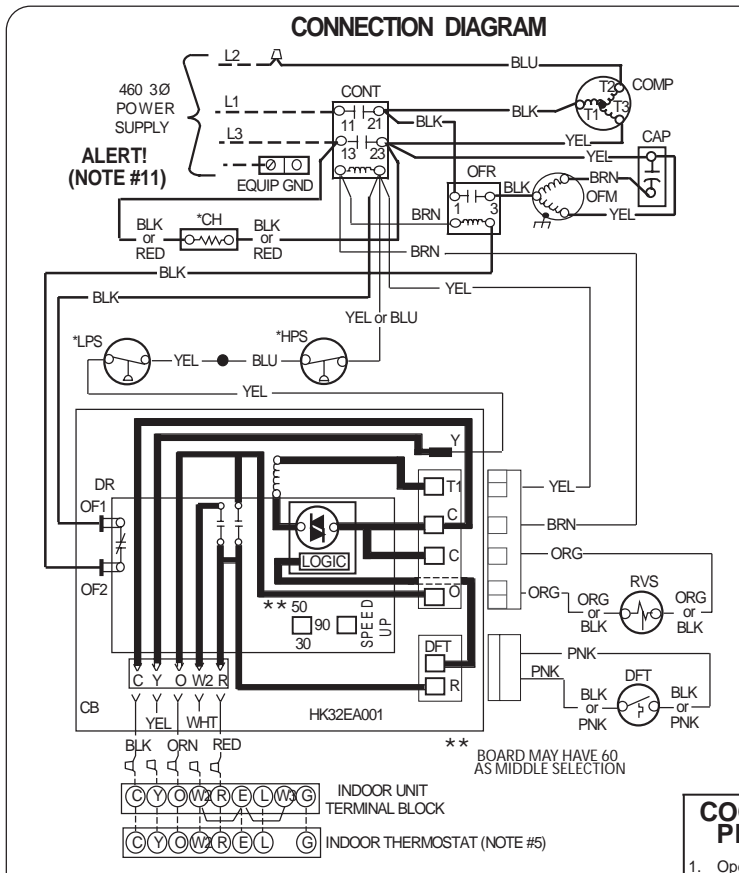 CONNECTION DIAGRAM
L2
BLU
460 3Ø
POWER
SUPPLY
CONT
T2
COMP
L1
11
21
BLK
T1
T3
BLK
L3
13
23
YEL
CAP
ALERT!
(NOTE #11)
YEL
EQUIP GND
OFR
BLK
BRN
1
3
OFM
BRN
YEL
BLK
or
RED
*CH
BLK
or
RED
BRN
BLK
YEL
BLK
YEL or BLU
*LPS
*HPS
YEL
BLU
YEL
Y
DR
T1
YEL
OF1
C
BRN
LOGIC
C
ORG
OF2
RVS
O
ORG
ORG
or
BLK
ORG
or
BLK
** 50
90
30
SPEED
UP
DFT
PNK
C Y O W2 R
R
PNK
DFT
BLK
or
PNK
BLK
or
PNK
CB
YEL
WHT
HK32EA001
BLK
ORN
RED
**
BOARD MAY HAVE 60
AS MIDDLE SELECTION
C Y O W2 R E L W3 G
INDOOR UNIT
TERMINAL BLOCK
C Y O W2 R E L G
INDOOR THERMOSTAT (NOTE #5)
1.